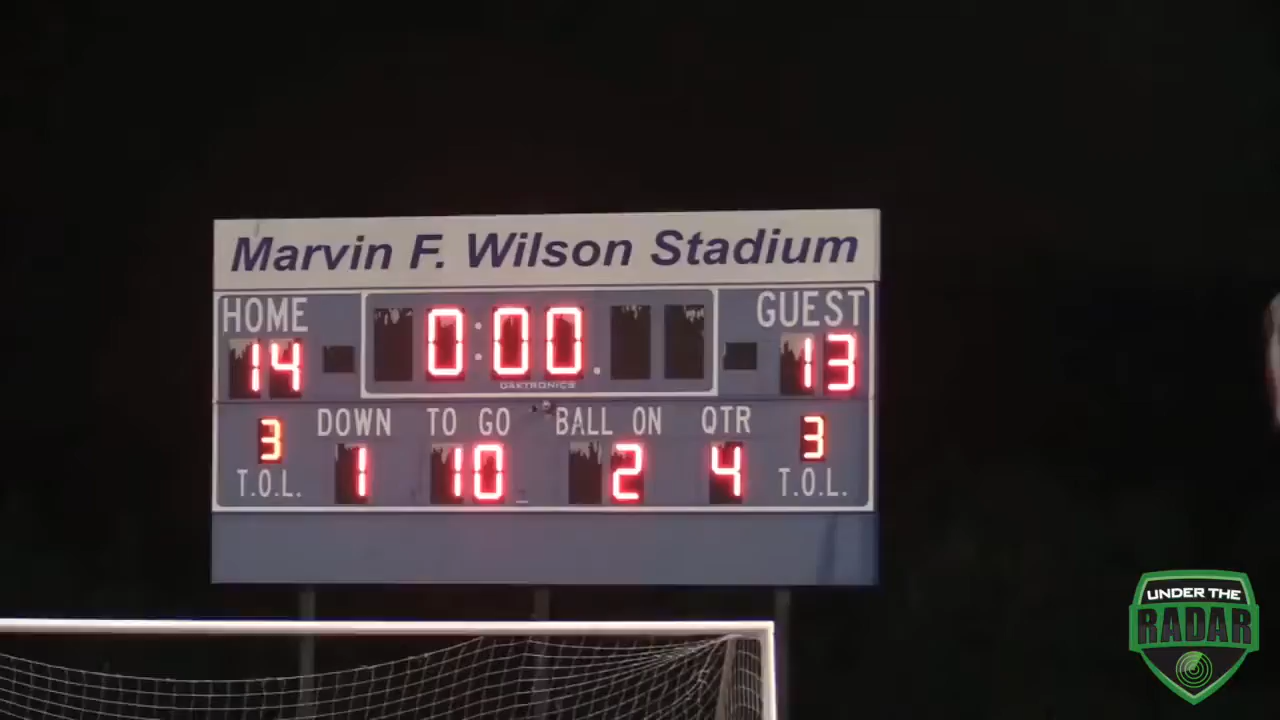 Marvin F. Wilson Stadium
HOME 0:00. GUEST
14 13
DAKTRONICS
DOWN TO GO BALL ON QTR
3 1 10 2 4 3
T.O.L. T.O.L.
UNDER THE
RADAR